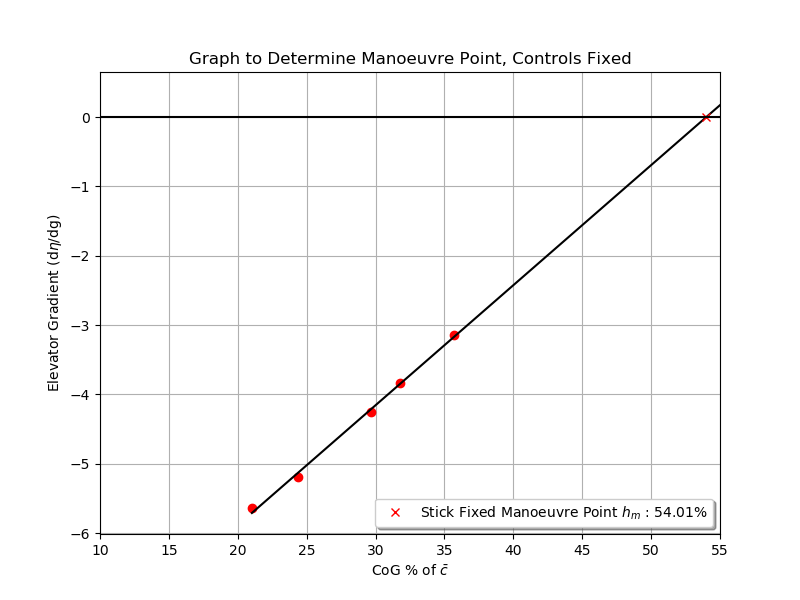 Graph to Determine Manoeuvre Point, Controls Fixed
Elevator Gradient (dη/dg)
0
−1
−2
−3
−4
−5
−6
Stick Fixed Manoeuvre Point hₘ : 54.01%
10 15 20 25 30 35 40 45 50 55
CoG % of c̄